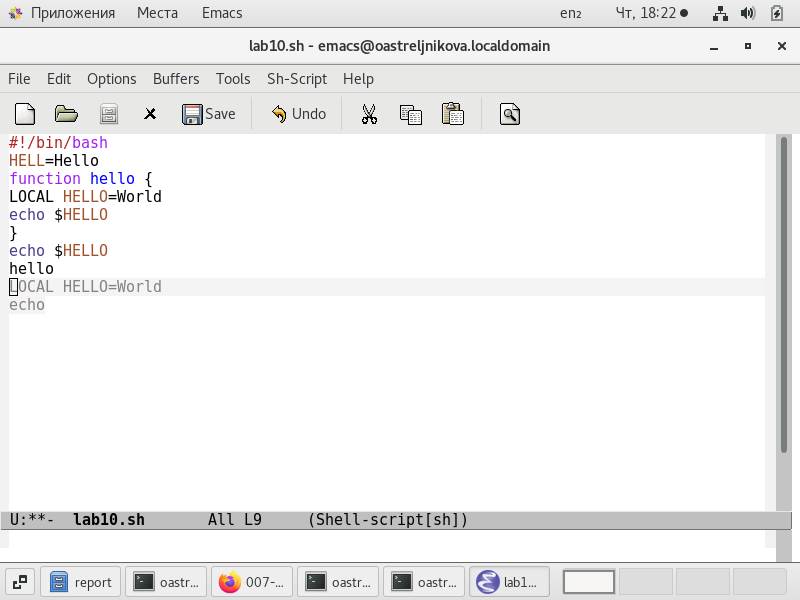 Приложения Места Emacs en₂ Чт, 18:22
lab10.sh - emacs@oastreljnikova.localdomain
File Edit Options Buffers Tools Sh-Script Help
Save Undo
#!/bin/bash
HELL=Hello
function hello {
LOCAL HELLO=World
echo $HELLO
}
echo $HELLO
hello
LOCAL HELLO=World
echo
U:**- lab10.sh All L9 (Shell-script[sh])
report oastr... 007-... oastr... oastr... lab1...